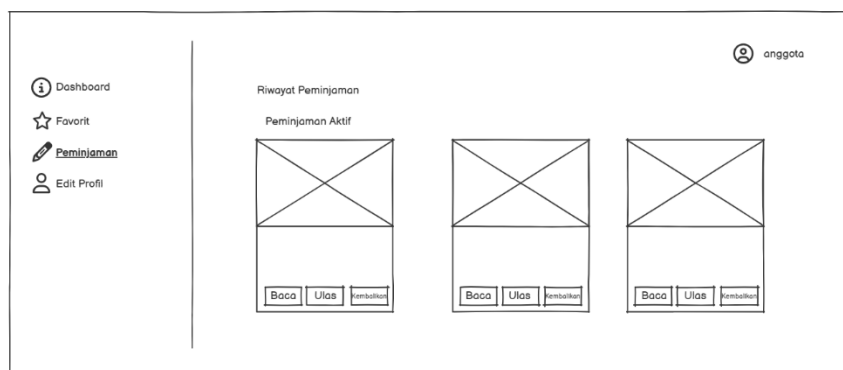 anggota
Dashboard
Favorit
Peminjaman
Edit Profil
Riwayat Peminjaman
Peminjaman Aktif
Baca Ulas Kembalikan
Baca Ulas Kembalikan
Baca Ulas Kembalikan